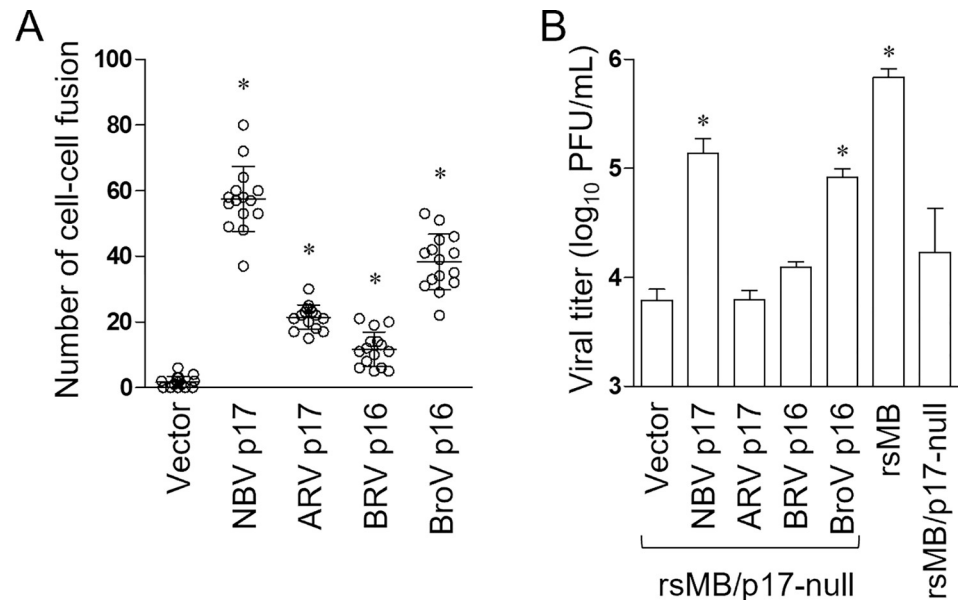 A
Number of cell-cell fusion
100
80
60
40
20
0
*
*
*
*
Vector
NBV p17
ARV p17
BRV p16
BroV p16
B
Viral titer (log10 PFU/mL)
6
5
4
3
*
*
*
Vector
NBV p17
ARV p17
BRV p16
BroV p16
rsMB
rsMB/p17-null
rsMB/p17-null